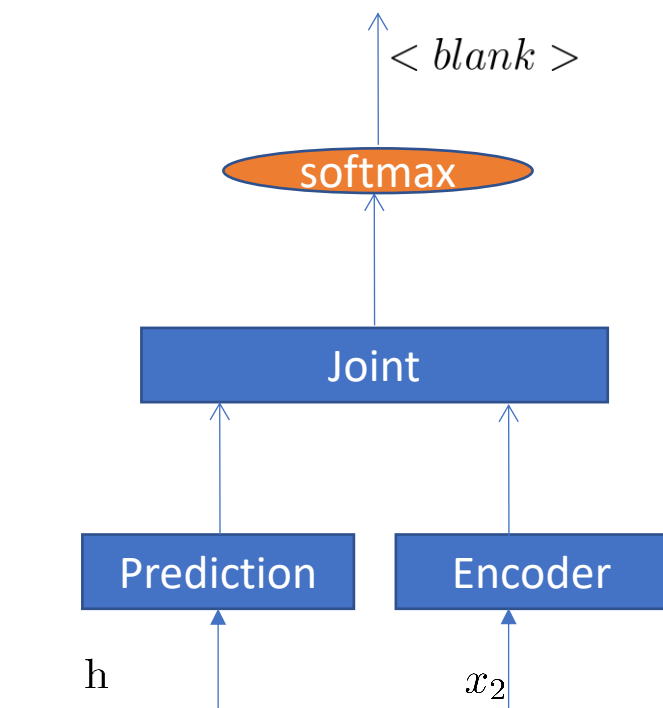 < blank >
softmax
Joint
Prediction
Encoder
h
x₂